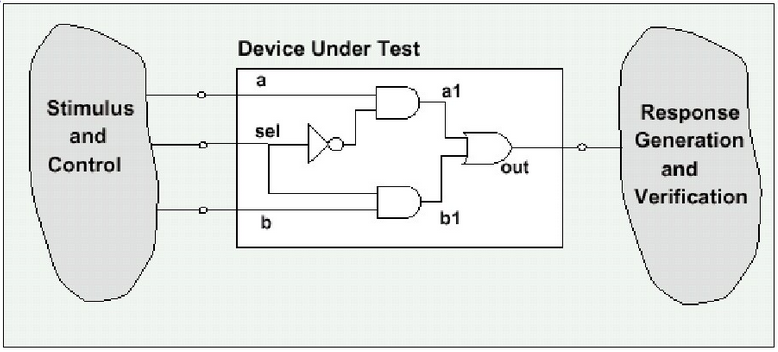 Device Under Test
Stimulus
and
Control
a
sel
b
a1
b1
out
Response
Generation
and
Verification